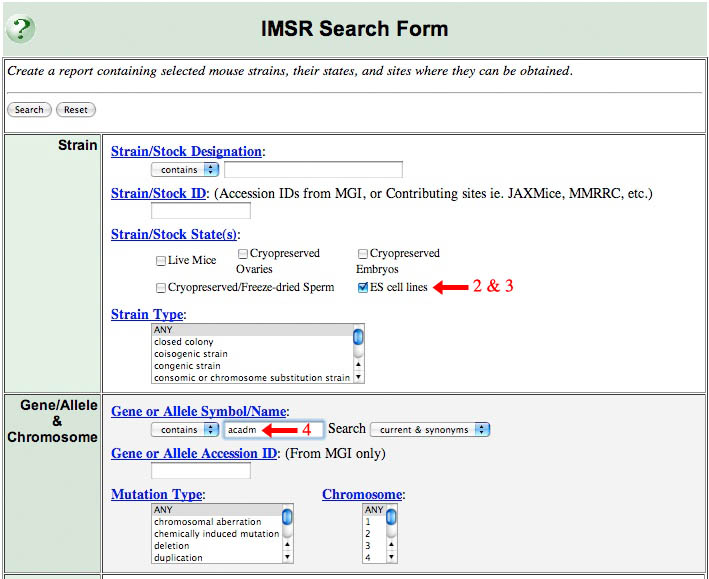 ?
IMSR Search Form
Create a report containing selected mouse strains, their states, and sites where they can be obtained.
Search Reset
Strain
Strain/Stock Designation:
contains
Strain/Stock ID: (Accession IDs from MGI, or Contributing sites ie. JAXMice, MMRRC, etc.)
Strain/Stock State(s):
Live Mice Cryopreserved Ovaries Cryopreserved Embryos
Cryopreserved/Freeze-dried Sperm ES cell lines 2 & 3
Strain Type:
ANY
closed colony
coisogenic strain
congenic strain
consomic or chromosome substitution strain
Gene/Allele
&
Chromosome
Gene or Allele Symbol/Name:
contains acadm 4 Search current & synonyms
Gene or Allele Accession ID: (From MGI only)
Mutation Type: Chromosome:
ANY ANY
chromosomal aberration 1
chemically induced mutation 2
deletion 3
duplication 4